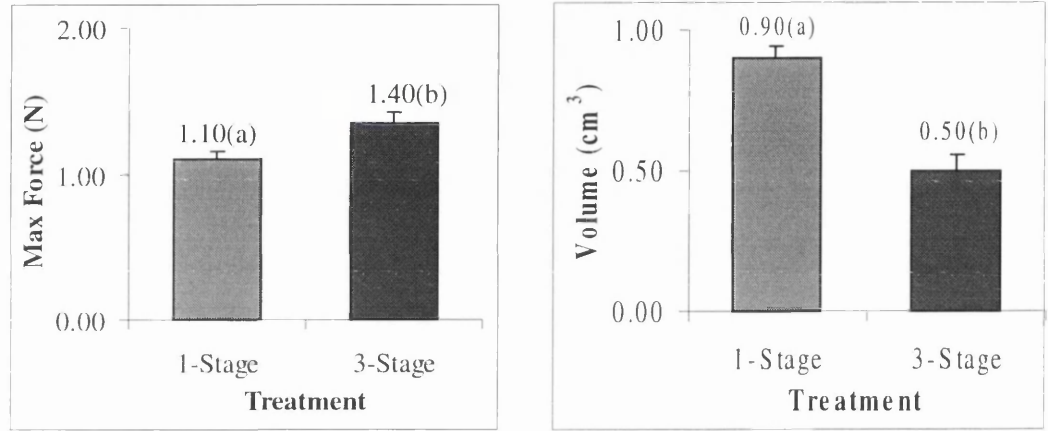 2.00
1.00
0.00
Max Force (N)
1.10(a)
1.40(b)
1-Stage
3-Stage
Treatment
1.00
0.50
0.00
Volume (cm³)
0.90(a)
0.50(b)
1-Stage
3-Stage
Treatment